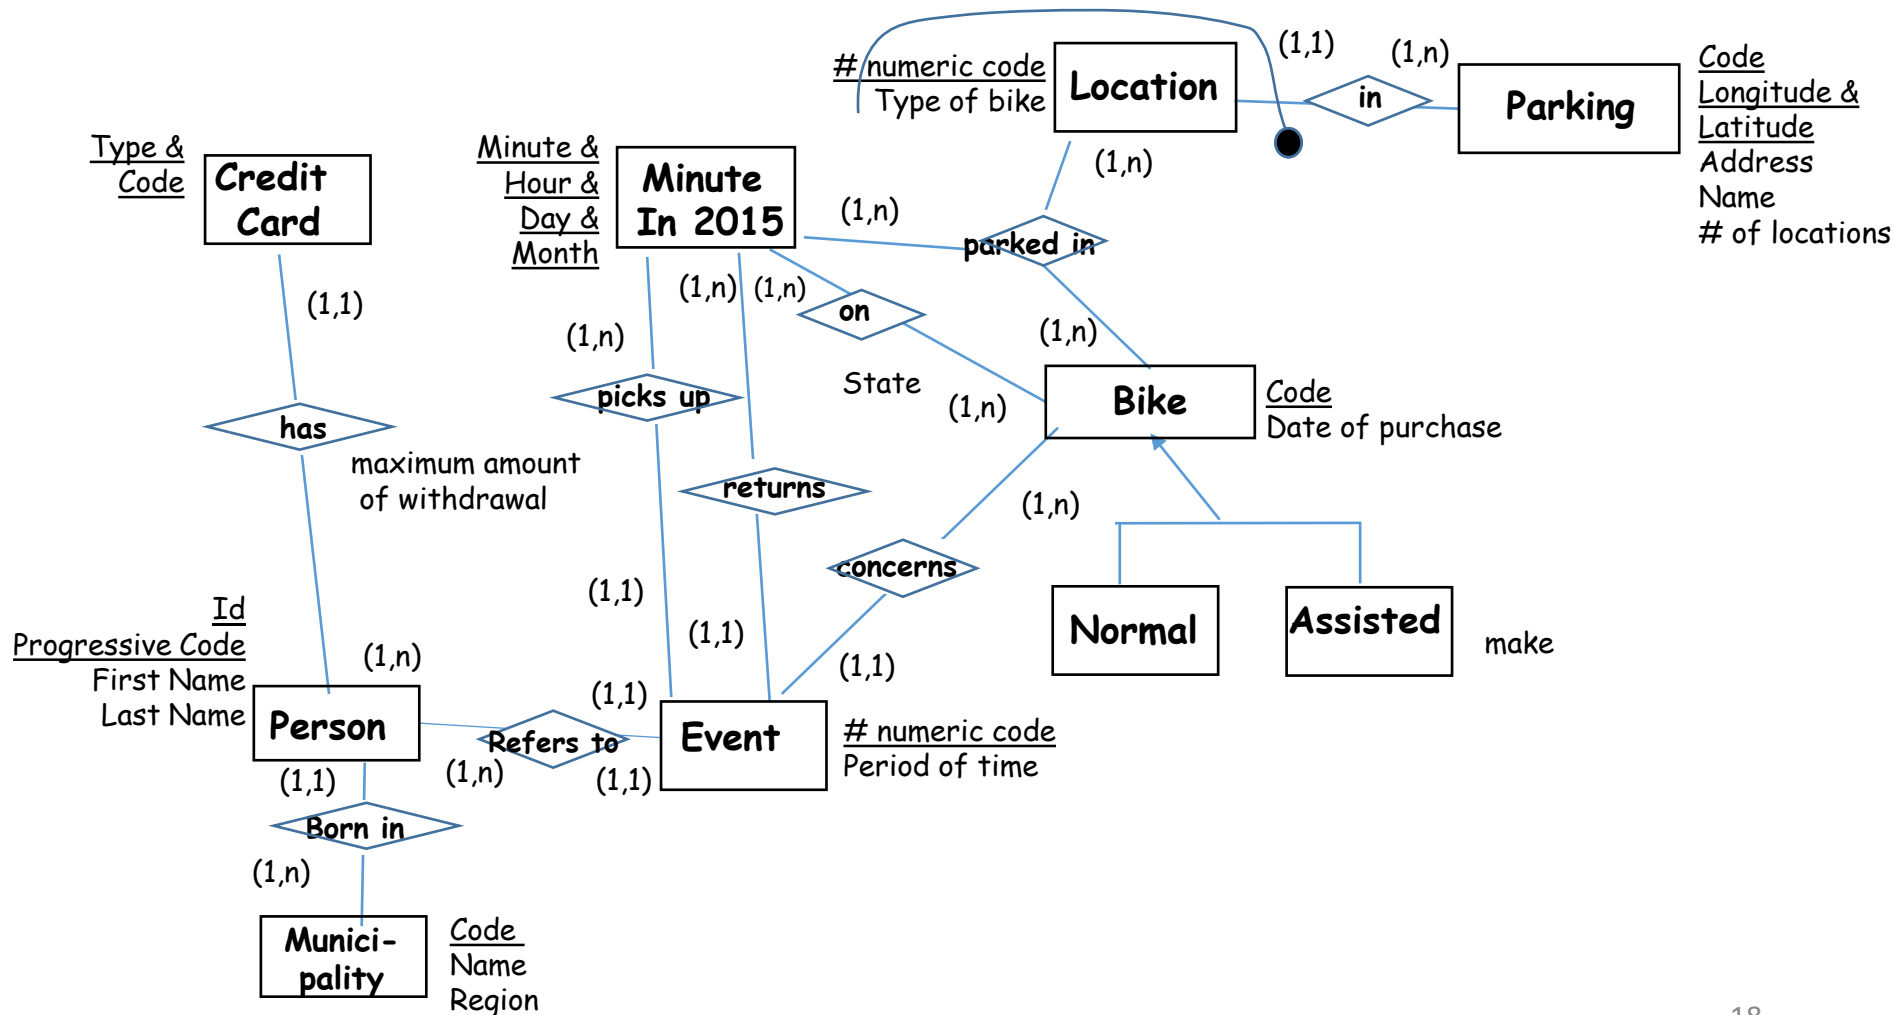 (1,1)
(1,n)
# numeric code
Type of bike
Location
in
Parking
Code
Longitude &
Latitude
Address
Name
# of locations
Type &
Code
Credit
Card
Minute &
Hour &
Day &
Month
Minute
In 2015
(1,n)
(1,n)
parked in
(1,1)
(1,n)
(1,n)
(1,n)
on
(1,n)
State
(1,n)
picks up
Bike
Code
Date of purchase
has
maximum amount
of withdrawal
returns
(1,n)
concerns
(1,1)
(1,1)
(1,1)
Normal
Assisted
make
Id
Progressive Code
First Name
Last Name
(1,n)
Person
(1,1)
Refers to
(1,n)
(1,1)
Event
# numeric code
Period of time
(1,1)
Born in
(1,n)
Munici-
pality
Code
Name
Region
18